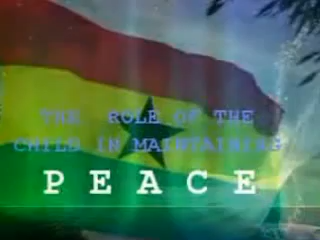 THE ROLE OF THE
CHILD IN MAINTAINING
PEACE